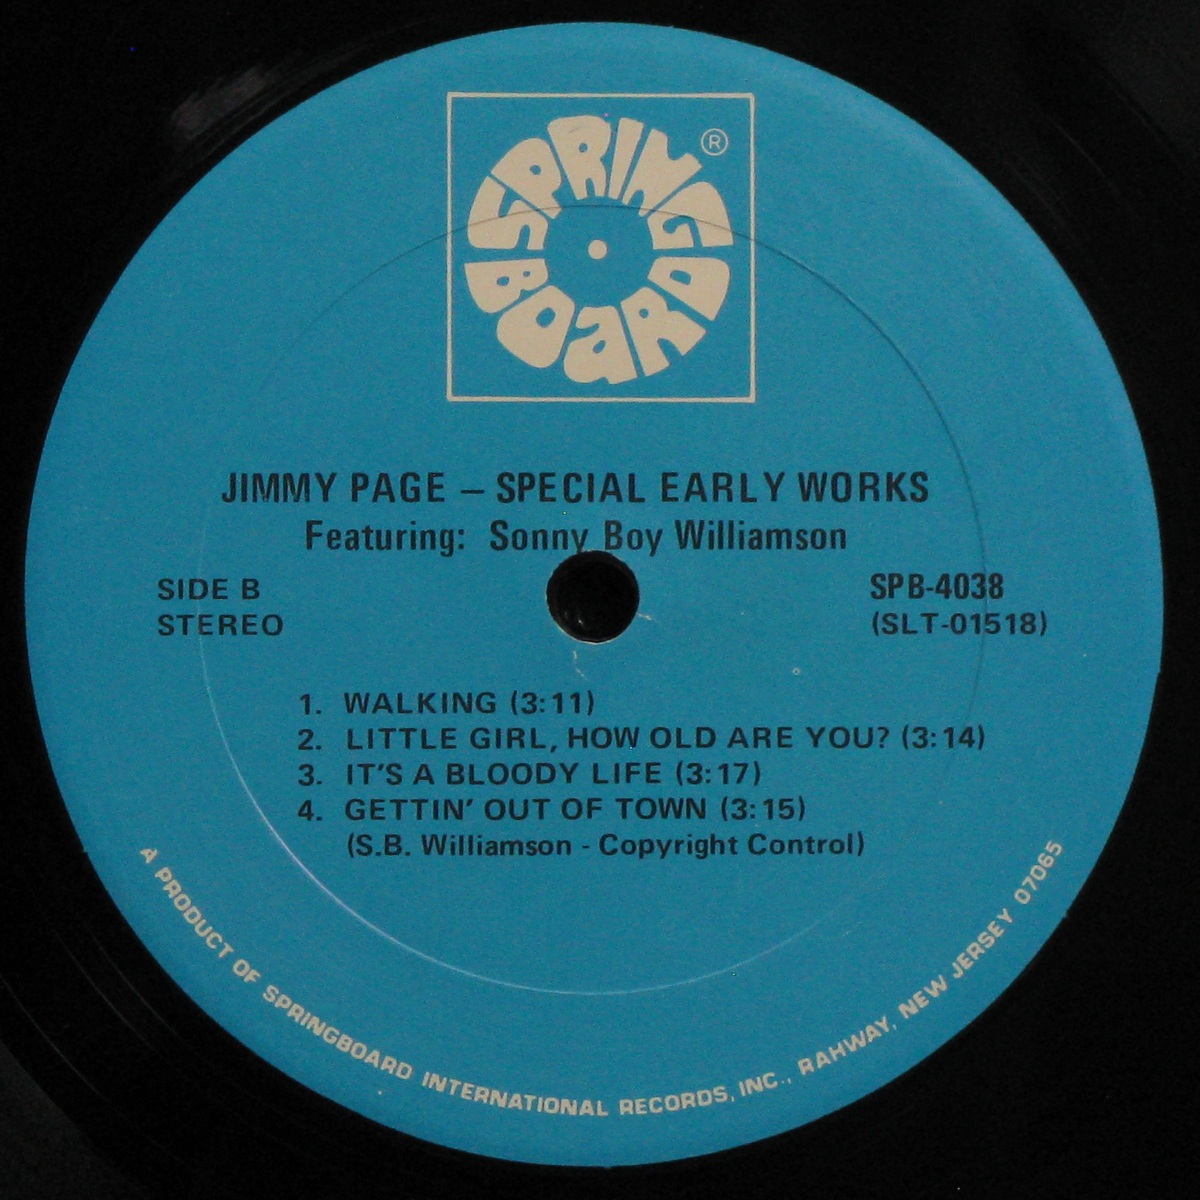 SPRING ®
BOARD
JIMMY PAGE – SPECIAL EARLY WORKS
Featuring: Sonny Boy Williamson
SIDE B
STEREO
SPB-4038
(SLT-01518)
1. WALKING (3:11)
2. LITTLE GIRL, HOW OLD ARE YOU? (3:14)
3. IT'S A BLOODY LIFE (3:17)
4. GETTIN' OUT OF TOWN (3:15)
(S.B. Williamson - Copyright Control)
A PRODUCT OF SPRINGBOARD INTERNATIONAL RECORDS, INC., RAHWAY, NEW JERSEY 07065